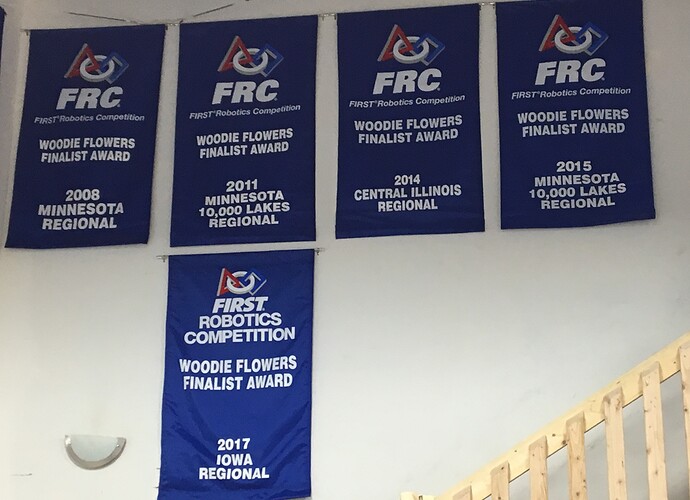 FRC
FIRST® Robotics Competition
WOODIE FLOWERS
FINALIST AWARD
2008
MINNESOTA
REGIONAL
FRC
FIRST® Robotics Competition
WOODIE FLOWERS
FINALIST AWARD
2011
MINNESOTA
10,000 LAKES
REGIONAL
FRC
FIRST® Robotics Competition
WOODIE FLOWERS
FINALIST AWARD
2014
CENTRAL ILLINOIS
REGIONAL
FRC
FIRST® Robotics Competition
WOODIE FLOWERS
FINALIST AWARD
2015
MINNESOTA
10,000 LAKES
REGIONAL
FIRST
ROBOTICS
COMPETITION
WOODIE FLOWERS
FINALIST AWARD
2017
IOWA
REGIONAL